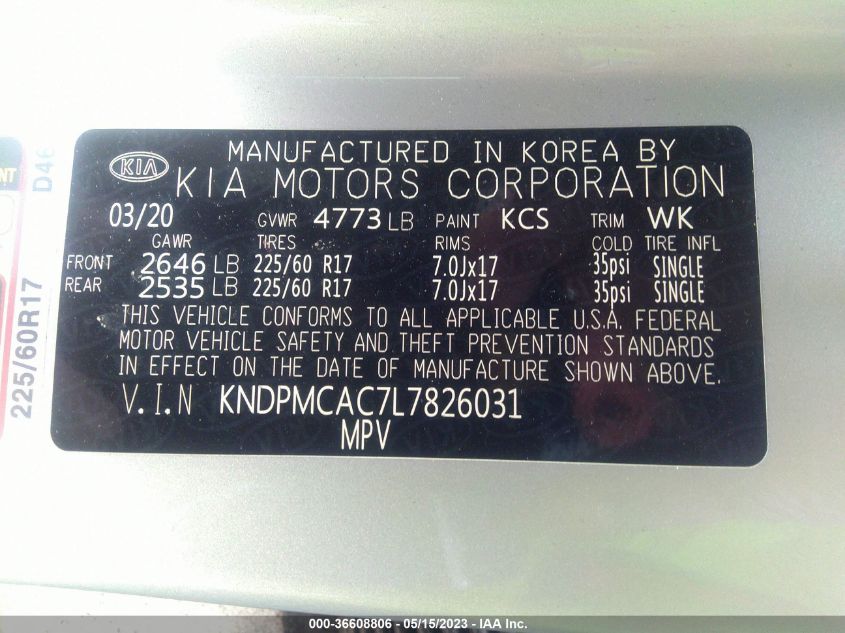 KIA
MANUFACTURED IN KOREA BY
KIA MOTORS CORPORATION
03/20 GVWR 4773 LB PAINT KCS TRIM WK
GAWR TIRES RIMS COLD TIRE INFL
FRONT 2646 LB 225/60 R17 7.0Jx17 35psi SINGLE
REAR 2535 LB 225/60 R17 7.0Jx17 35psi SINGLE
THIS VEHICLE CONFORMS TO ALL APPLICABLE U.S.A. FEDERAL
MOTOR VEHICLE SAFETY AND THEFT PREVENTION STANDARDS
IN EFFECT ON THE DATE OF MANUFACTURE SHOWN ABOVE.
V.I.N KNDPMCAC7L7826031
MPV
225/60R17
000-36608806 - 05/15/2023 - IAA Inc.